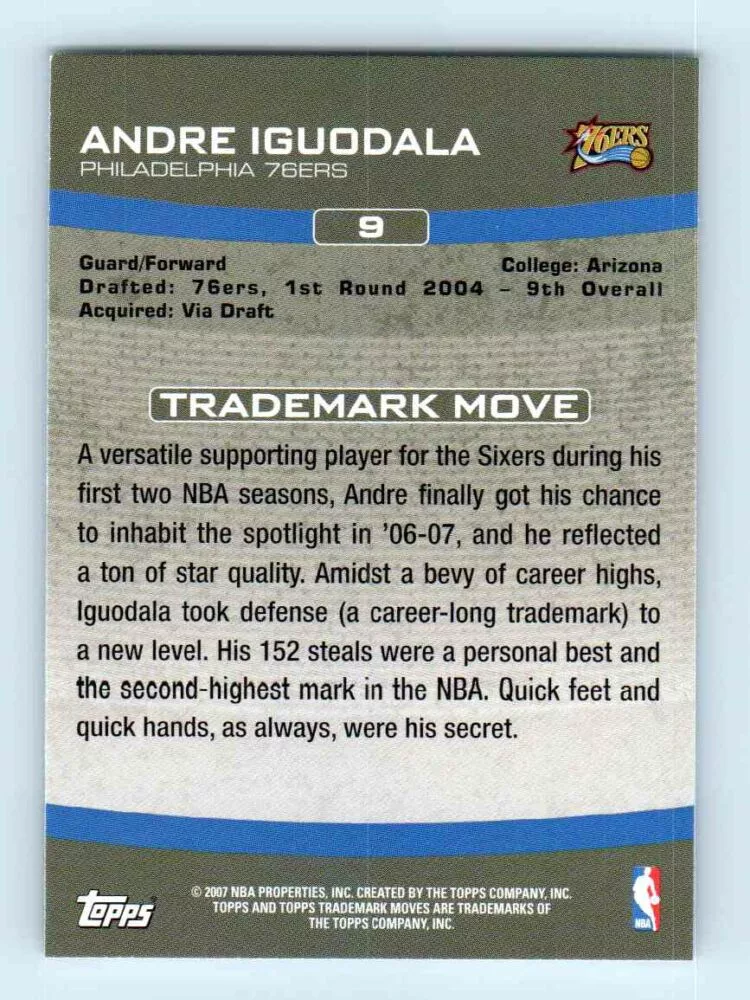 ANDRE IGUODALA
PHILADELPHIA 76ERS
76ERS
9
Guard/Forward College: Arizona
Drafted: 76ers, 1st Round 2004 – 9th Overall
Acquired: Via Draft
TRADEMARK MOVE
A versatile supporting player for the Sixers during his
first two NBA seasons, Andre finally got his chance
to inhabit the spotlight in '06-07, and he reflected
a ton of star quality. Amidst a bevy of career highs,
Iguodala took defense (a career-long trademark) to
a new level. His 152 steals were a personal best and
the second-highest mark in the NBA. Quick feet and
quick hands, as always, were his secret.
topps
© 2007 NBA PROPERTIES, INC. CREATED BY THE TOPPS COMPANY, INC.
TOPPS AND TOPPS TRADEMARK MOVES ARE TRADEMARKS OF
THE TOPPS COMPANY, INC.
NBA